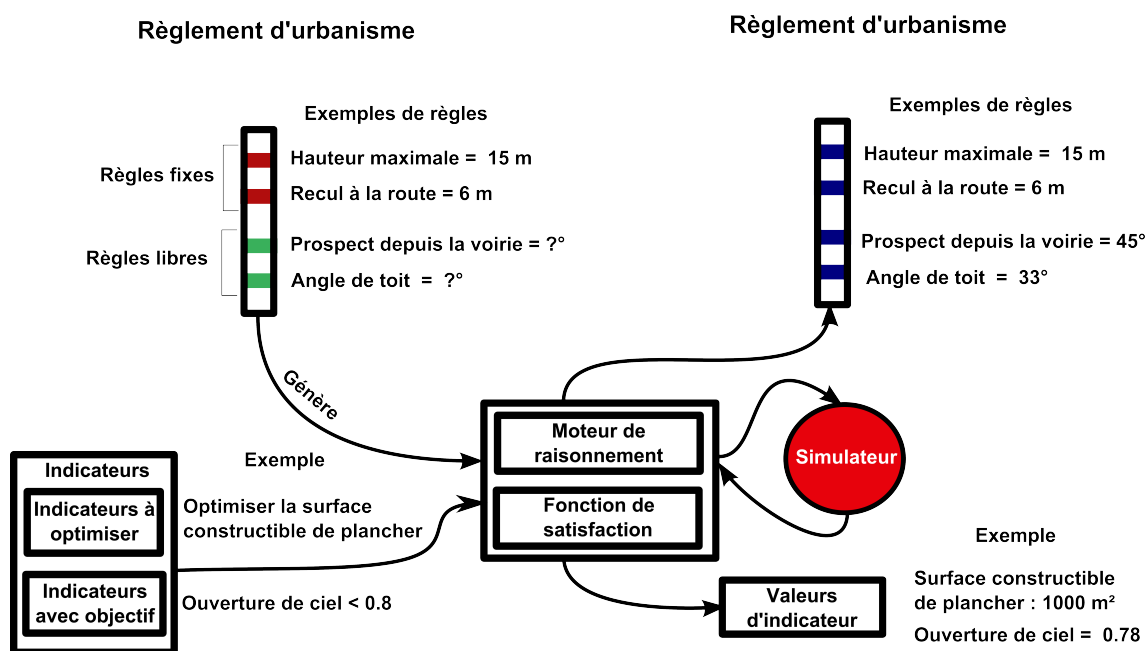 Règlement d'urbanisme
Règlement d'urbanisme
Exemples de règles
Règles fixes
Hauteur maximale = 15 m
Recul à la route = 6 m
Règles libres
Prospect depuis la voirie = ?°
Angle de toit = ?°
Exemples de règles
Hauteur maximale = 15 m
Recul à la route = 6 m
Prospect depuis la voirie = 45°
Angle de toit = 33°
Génère
Indicateurs
Indicateurs à
optimiser
Indicateurs
avec objectif
Exemple
Optimiser la surface
constructible de plancher
Ouverture de ciel < 0.8
Moteur de
raisonnement
Fonction de
satisfaction
Simulateur
Valeurs
d'indicateur
Exemple
Surface constructible
de plancher : 1000 m²
Ouverture de ciel = 0.78